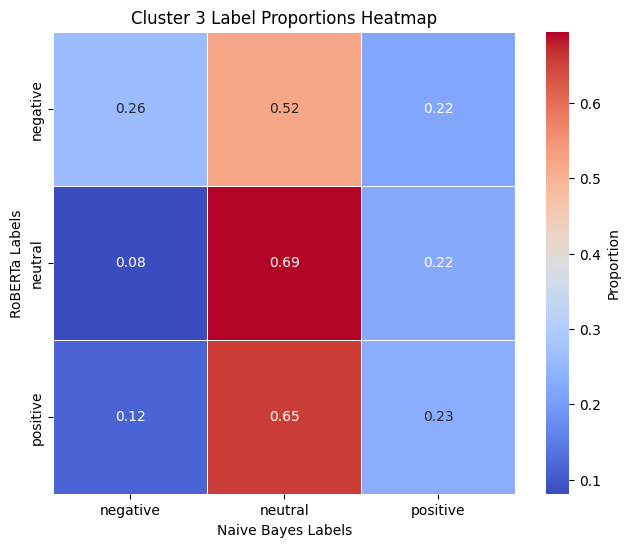 Cluster 3 Label Proportions Heatmap
RoBERTa Labels
negative
neutral
positive
0.26 0.52 0.22
0.08 0.69 0.22
0.12 0.65 0.23
negative neutral positive
Naive Bayes Labels
0.6
0.5
0.4
0.3
0.2
0.1
Proportion